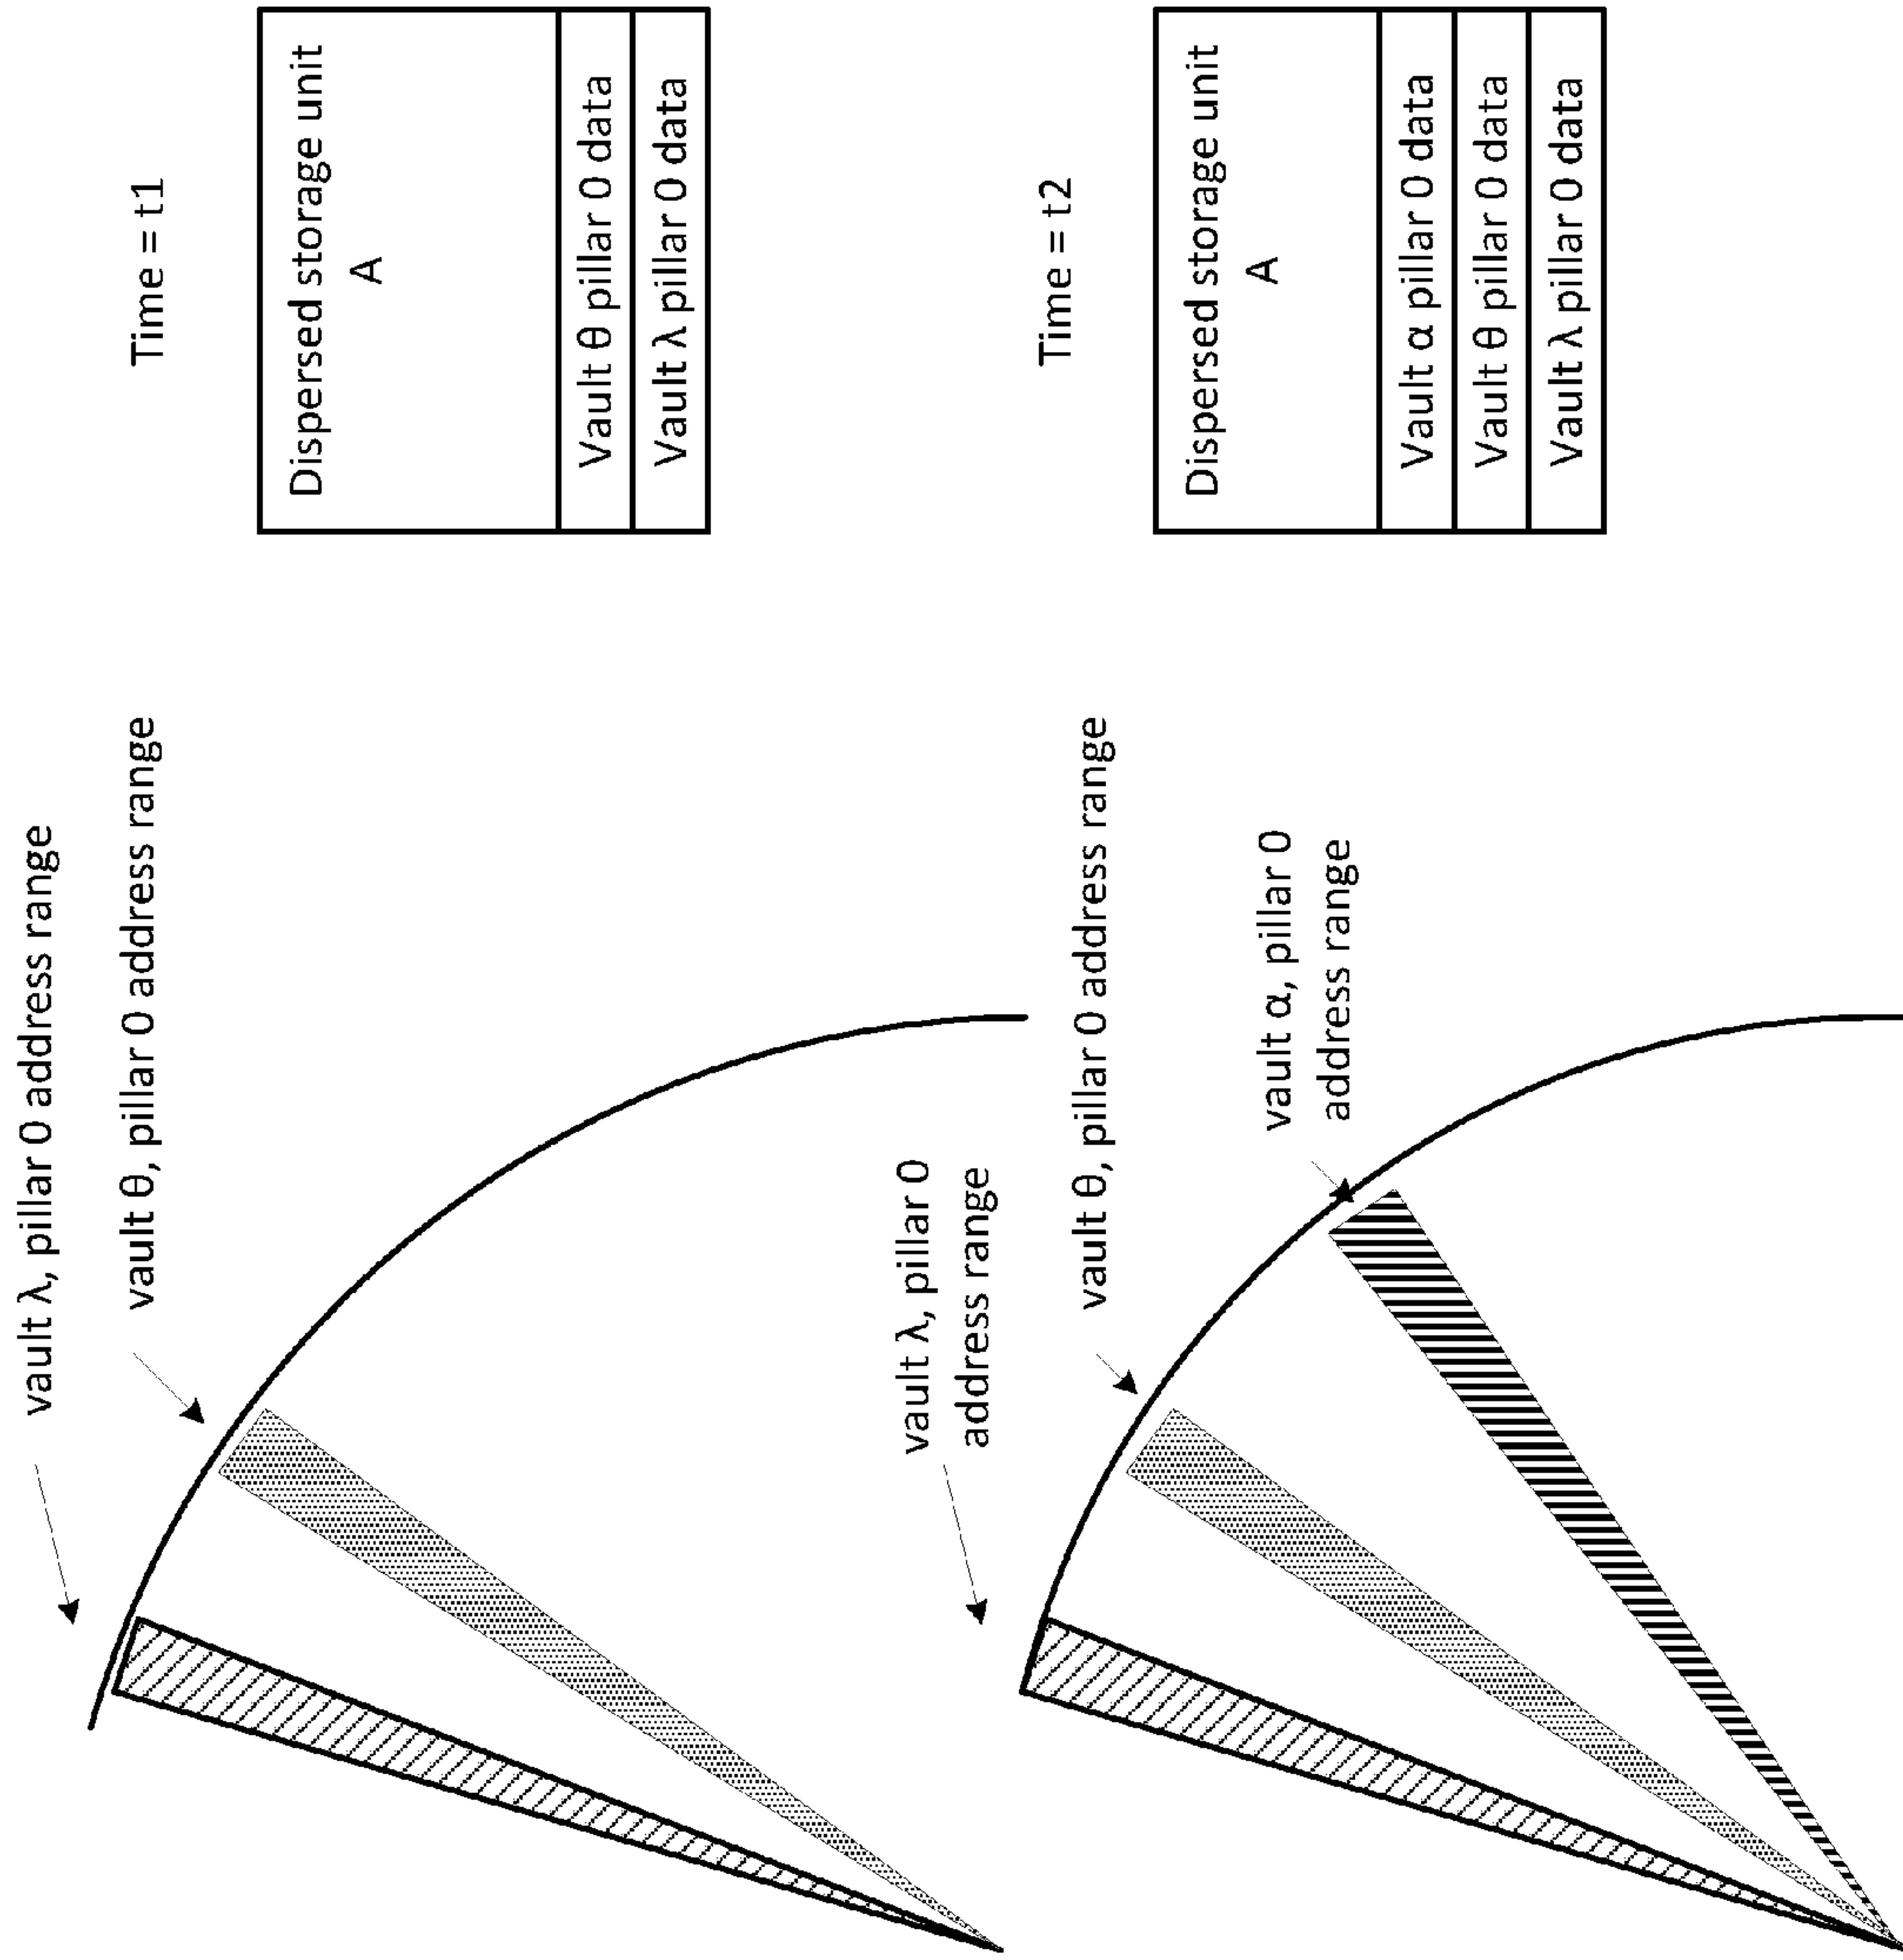 Time = t1
Dispersed storage unit
A
Vault θ pillar 0 data
Vault λ pillar 0 data
vault λ, pillar 0 address range
vault θ, pillar 0 address range
Time = t2
Dispersed storage unit
A
Vault α pillar 0 data
Vault θ pillar 0 data
Vault λ pillar 0 data
vault λ, pillar 0
address range
vault θ, pillar 0 address range
vault α, pillar 0
address range